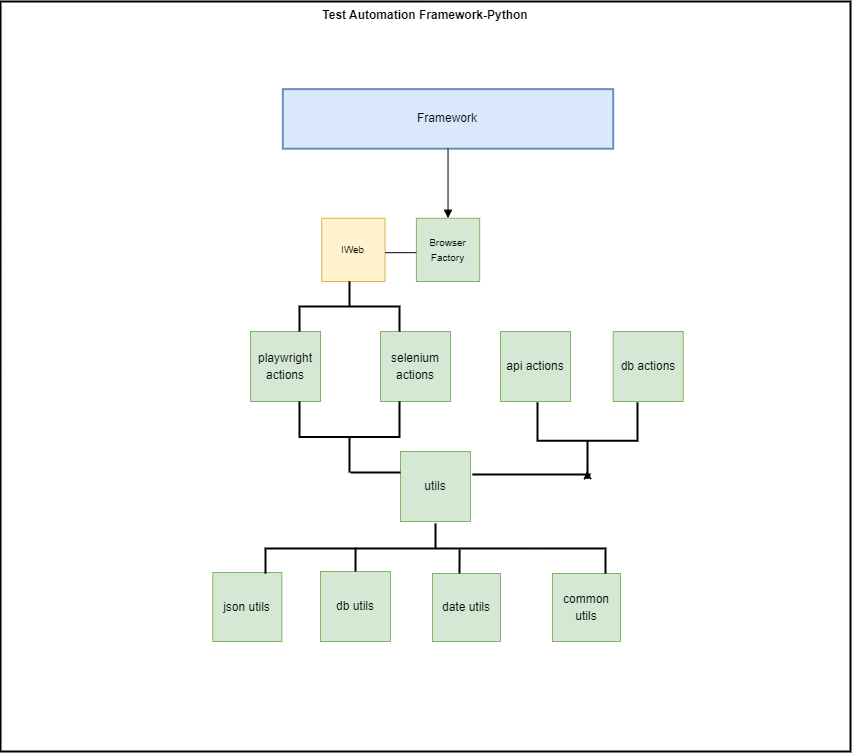 Test Automation Framework-Python
Framework
IWeb
Browser
Factory
playwright
actions
selenium
actions
api actions
db actions
utils
json utils
db utils
date utils
common
utils